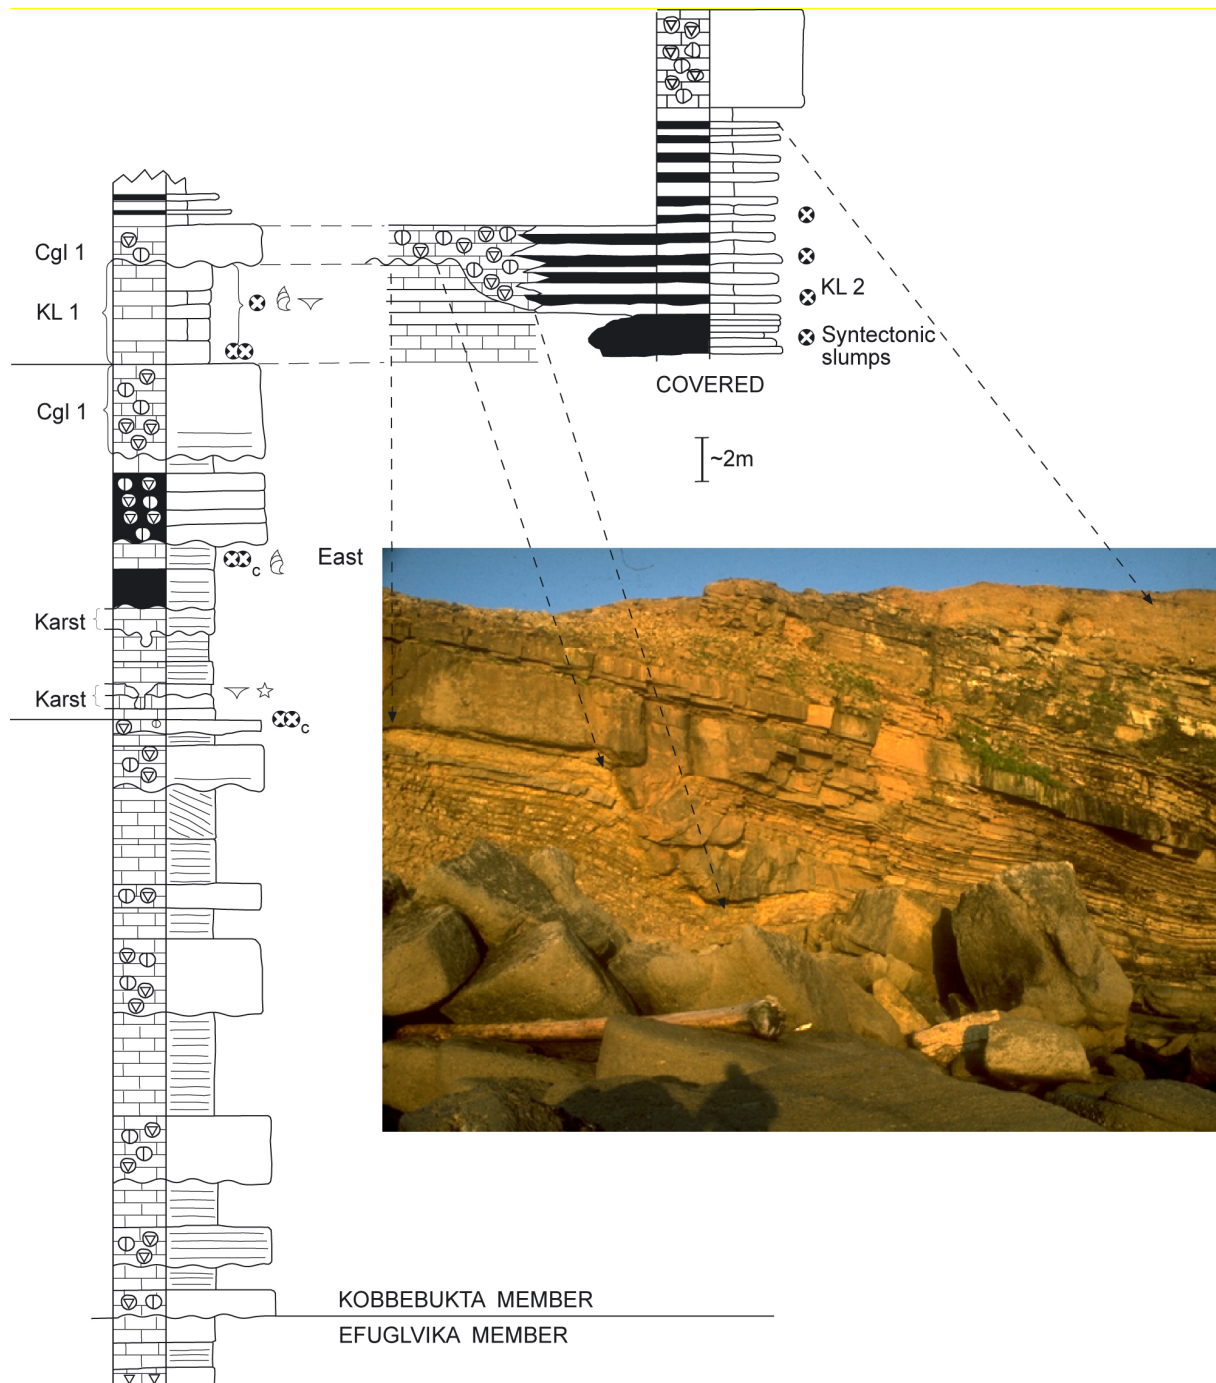 Cgl 1
KL 1
KL 2
Syntectonic
slumps
COVERED
Cgl 1
~2m
c
East
Karst
Karst
c
KOBBEBUKTA MEMBER
EFUGLVIKA MEMBER